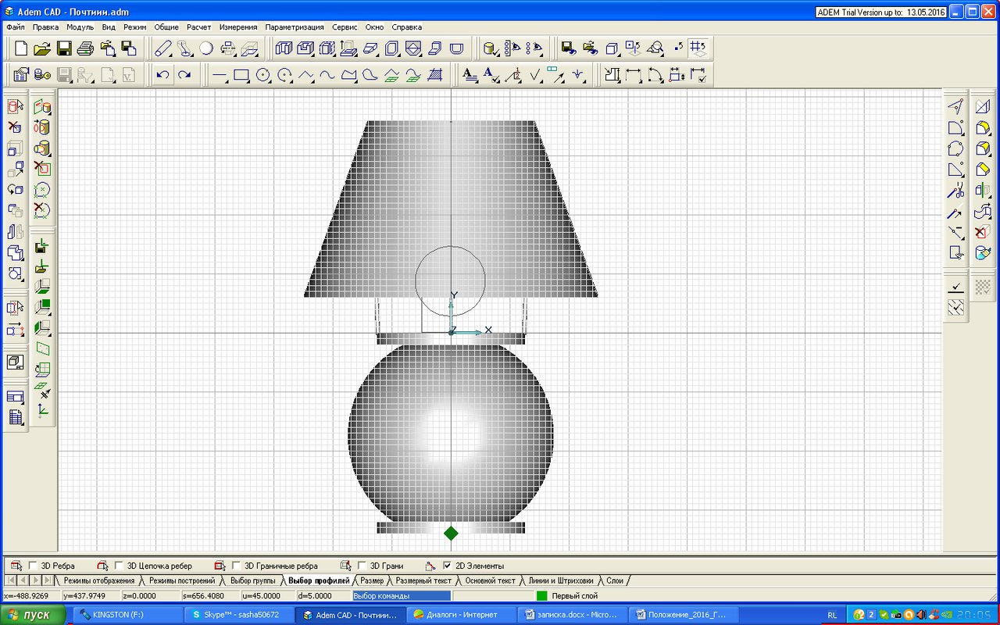 Adem CAD - Почтиии.adm
ADEM Trial Version up to: 13.05.2016
Файл Правка Модуль Вид Режим Общие Расчет Измерения Параметризация Сервис Окно Справка
Y
Z X
3D Ребра 3D Цепочка ребер 3D Граничные ребра 3D Грани 2D Элементы
Режимы отображения Режимы построений Выбор группы Выбор профилей Размер Размерный текст Основной текст Линии и Штриховки Слои
x=-488.9269 y=437.9749 z=0.0000 s=656.4080 u=45.0000 d=5.0000 Выбор команды Первый слой
пуск KINGSTON (F:) Skype™ - sasha50672 Adem CAD - Почтиии... Диалоги - Интернет записка.docx - Micro... Положение_2016_Г... RL 20:05